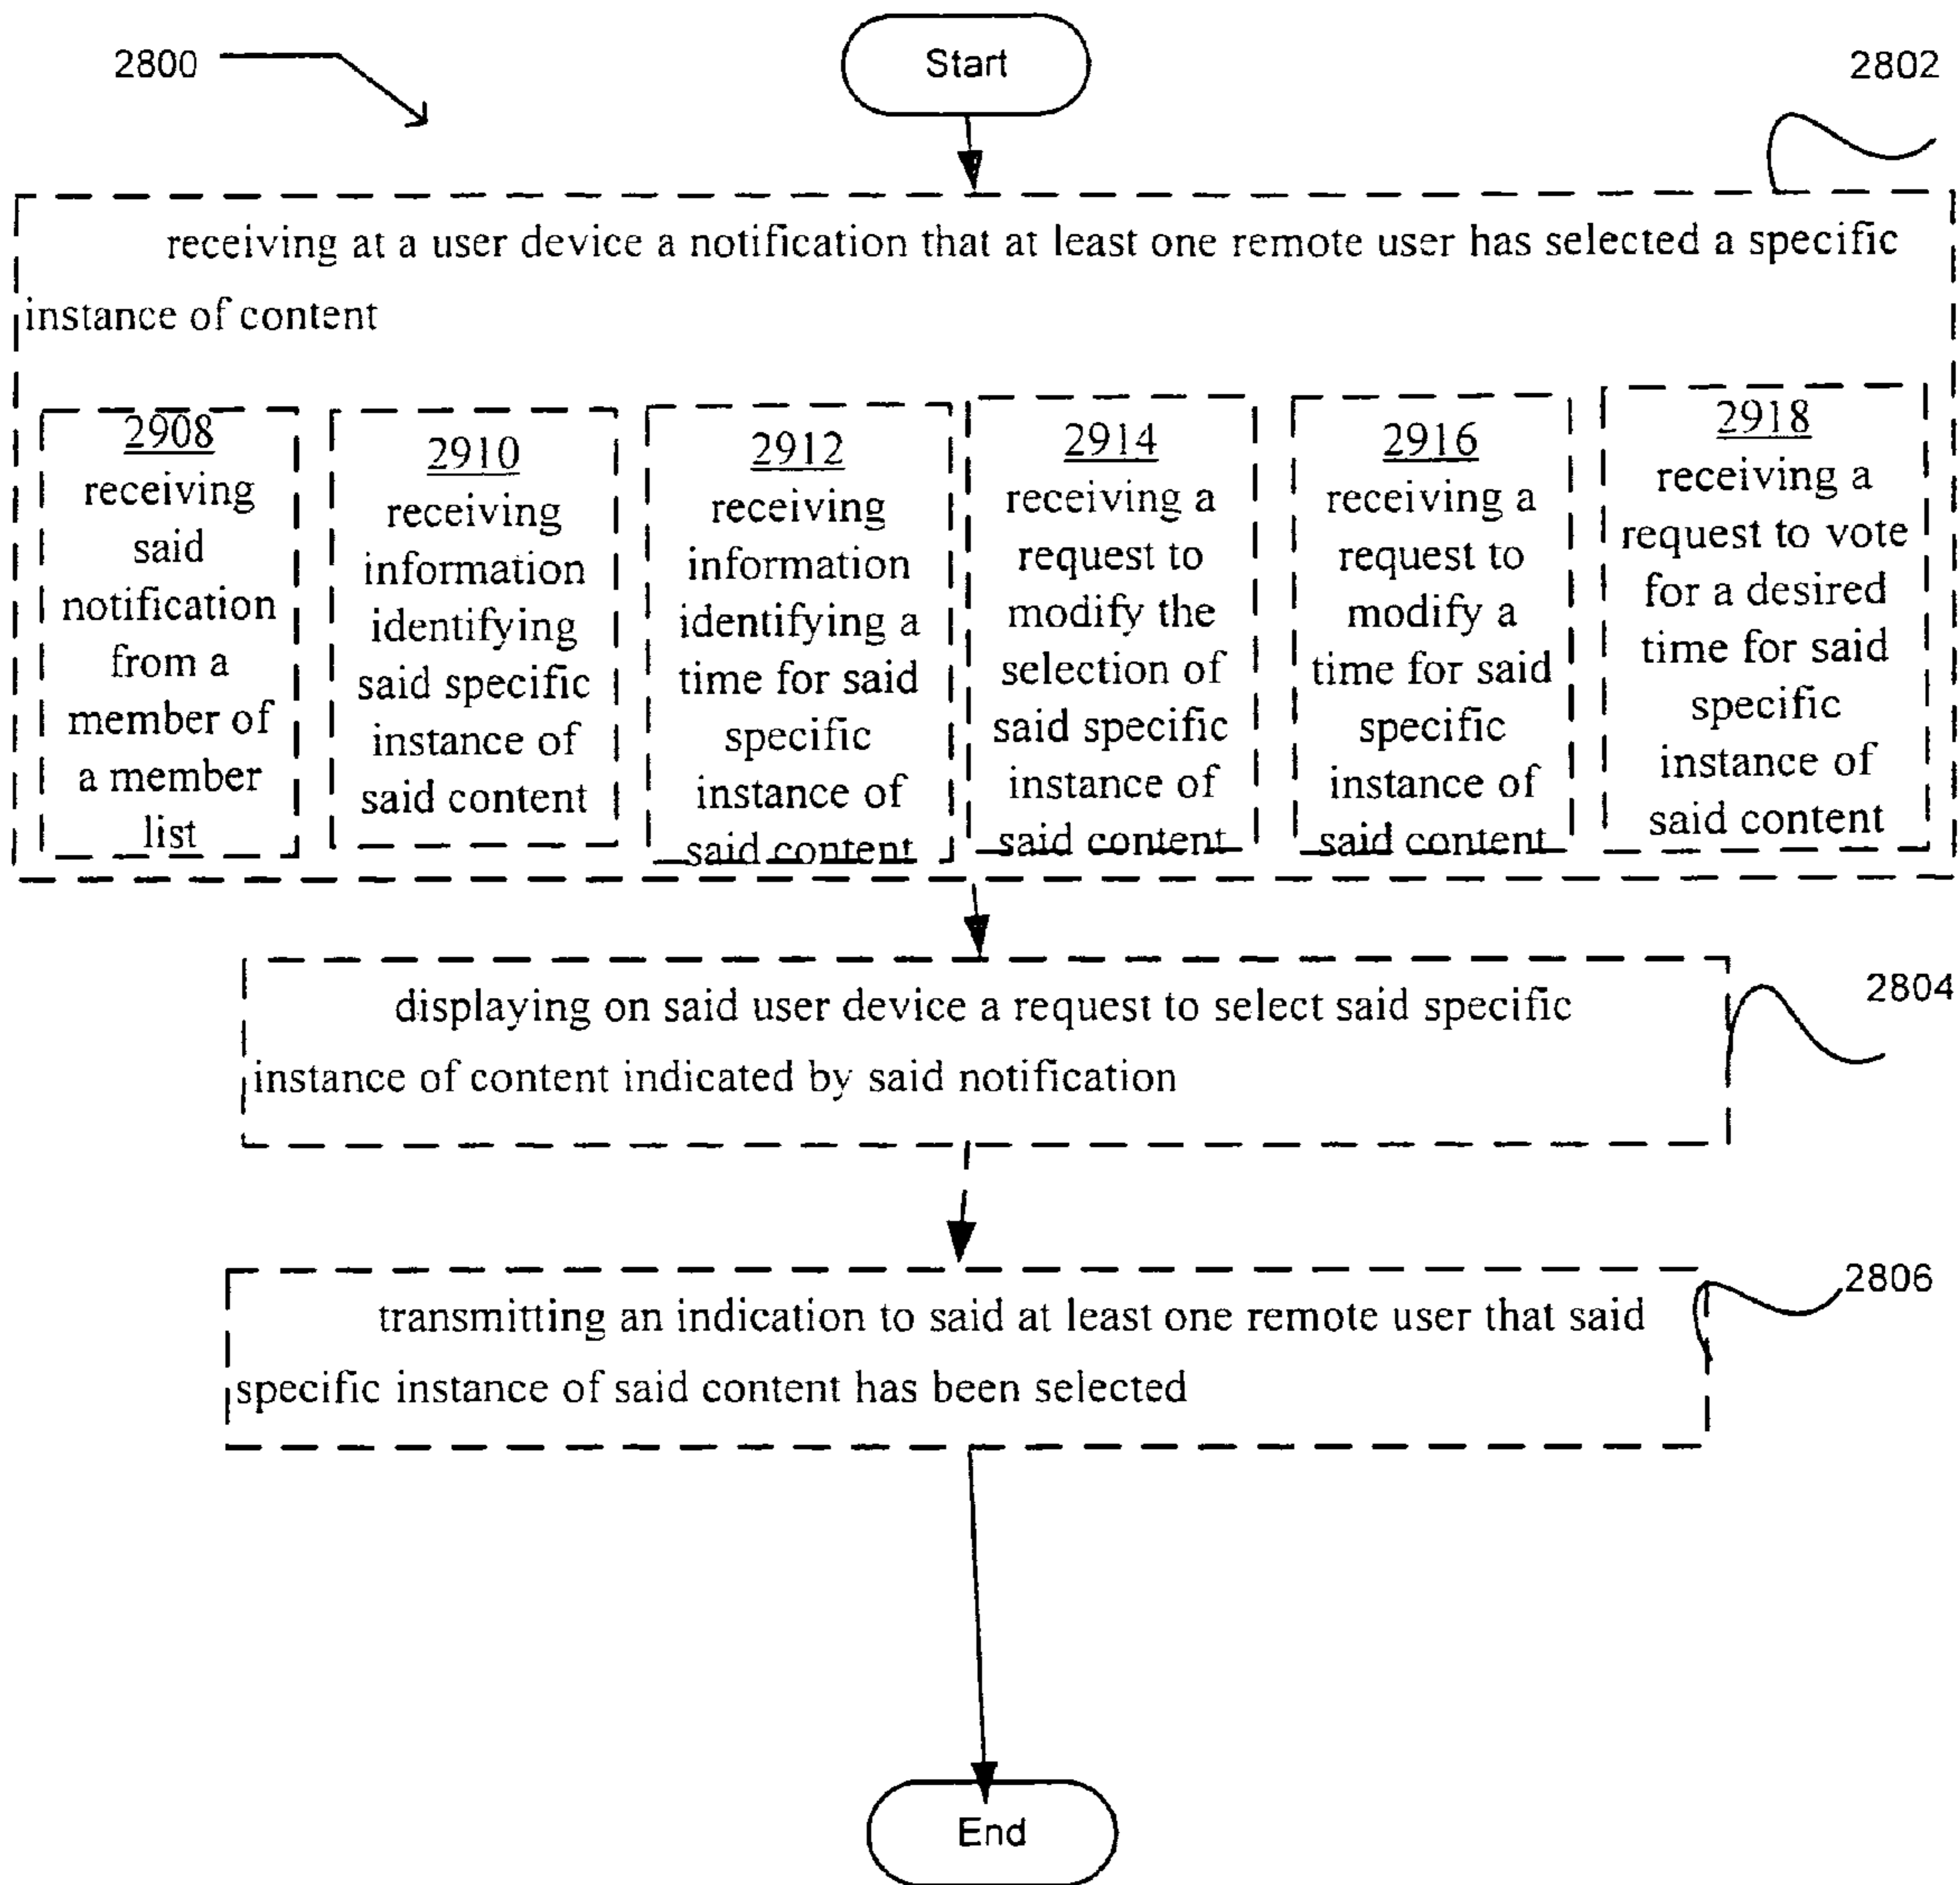 Start
2800
2802
receiving at a user device a notification that at least one remote user has selected a specific
instance of content
2908
receiving
said
notification
from a
member of
a member
list
2910
receiving
information
identifying
said specific
instance of
said content
2912
receiving
information
identifying a
time for said
specific
instance of
said content
2914
receiving a
request to
modify the
selection of
said specific
instance of
said content
2916
receiving a
request to
modify a
time for said
specific
instance of
said content
2918
receiving a
request to vote
for a desired
time for said
specific
instance of
said content
2804
displaying on said user device a request to select said specific
instance of content indicated by said notification
2806
transmitting an indication to said at least one remote user that said
specific instance of said content has been selected
End